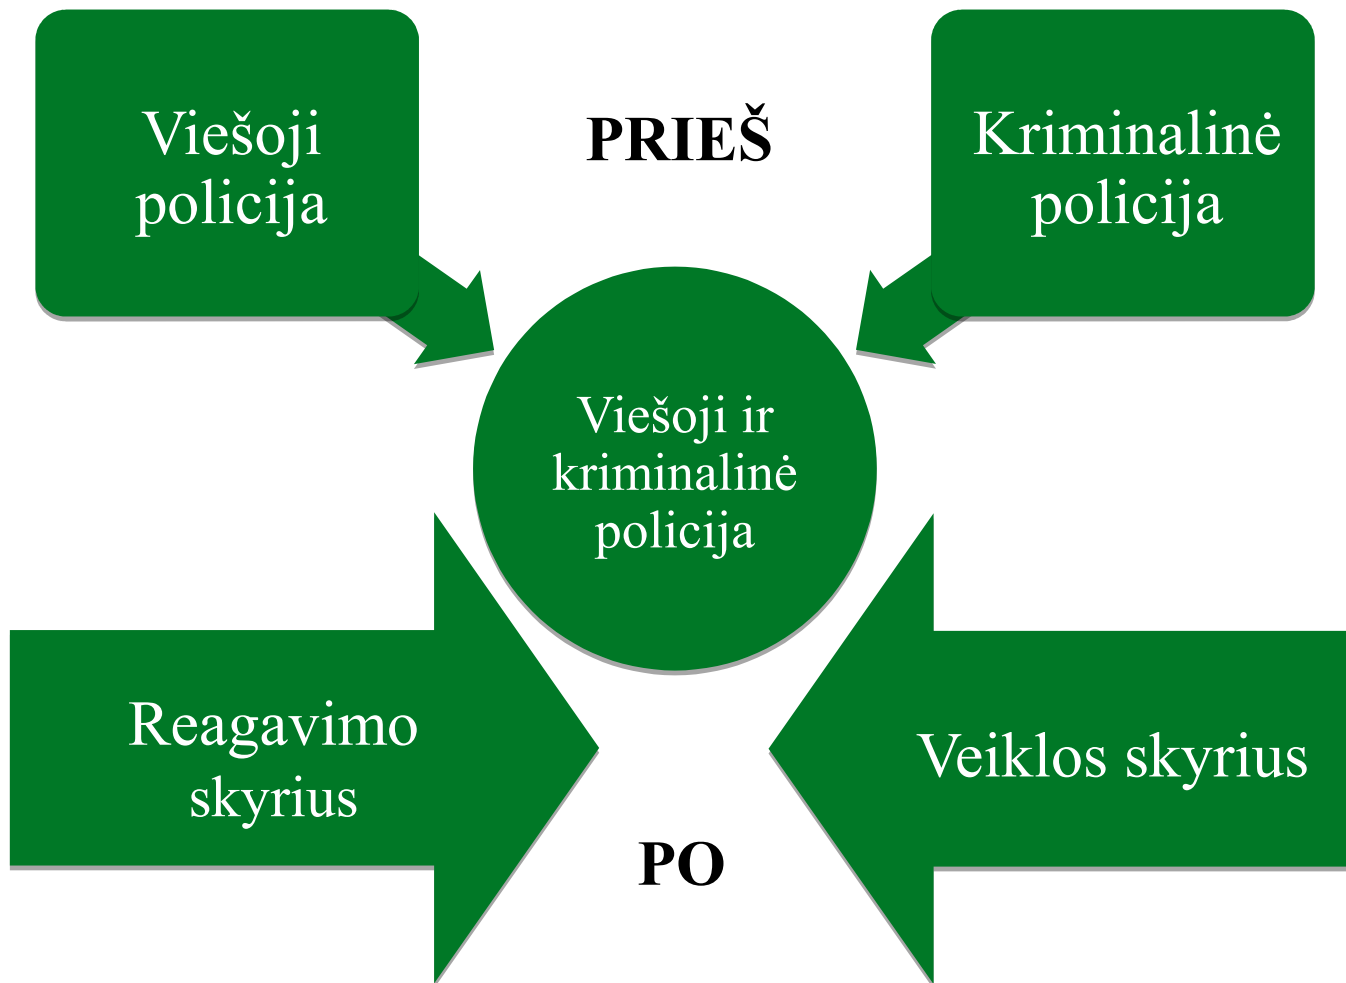 Viešoji
policija
PRIEŠ
Kriminalinė
policija
Viešoji ir
kriminalinė
policija
Reagavimo
skyrius
Veiklos skyrius
PO